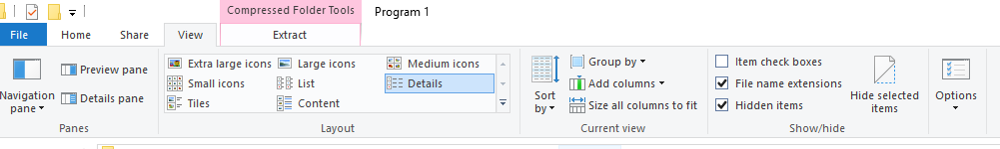 Compressed Folder Tools
Program 1
File
Home
Share
View
Extract
Navigation
pane
Preview pane
Details pane
Panes
Extra large icons
Large icons
Medium icons
Small icons
List
Details
Tiles
Content
Layout
Sort
by
Group by
Add columns
Size all columns to fit
Current view
Item check boxes
File name extensions
Hidden items
Hide selected
items
Show/hide
Options